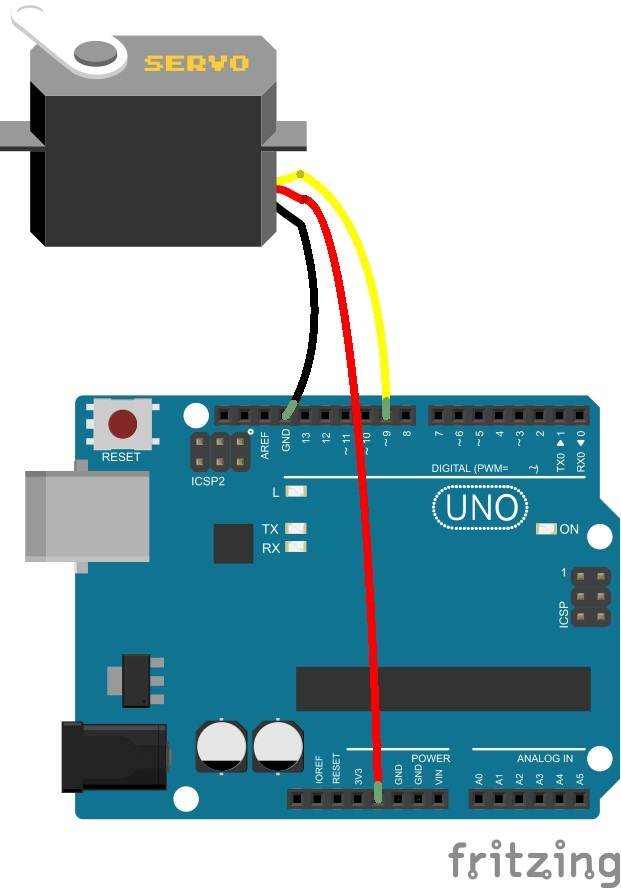 SERVO
RESET
ICSP2
AREF
GND
13
12
~11
~10
~9
8
7
~6
~5
4
~3
2
TX0 ▶ 1
RX0 ◀ 0
DIGITAL (PWM= ~)
L
TX
RX
UNO
ON
1
ICSP
IOREF
RESET
3V3
GND
GND
VIN
POWER
ANALOG IN
A0
A1
A2
A3
A4
A5
fritzing